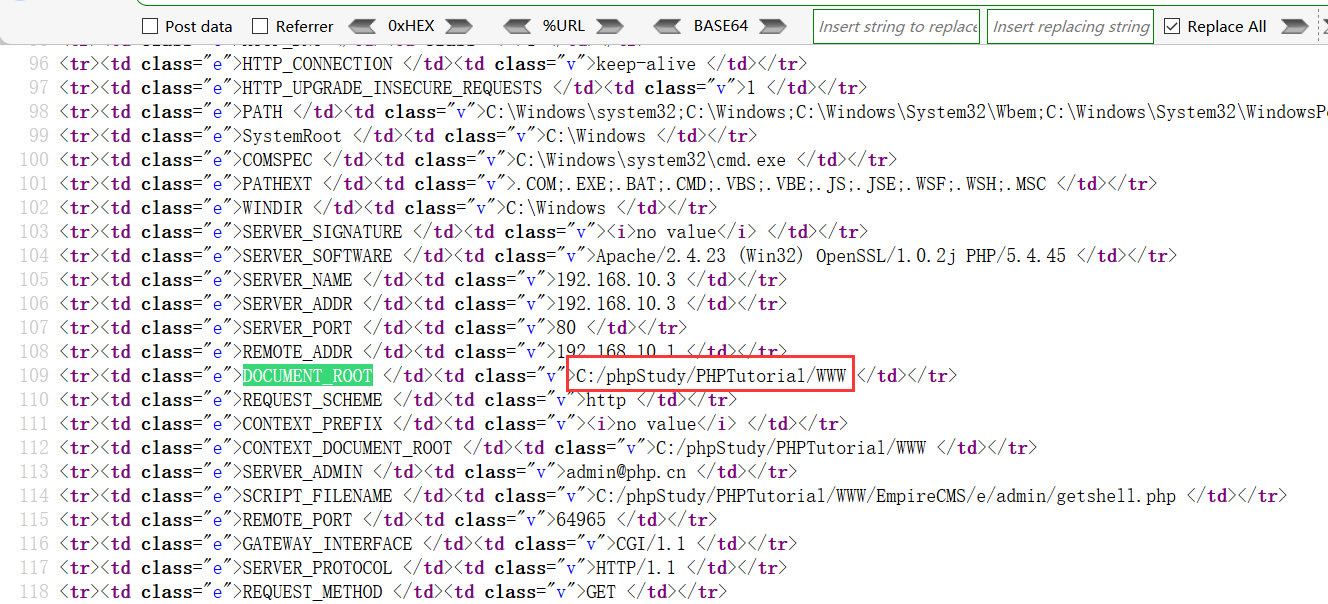 Post data Referrer 0xHEX %URL BASE64 Insert string to replace Insert replacing string Replace All
96 <tr><td class="e">HTTP_CONNECTION </td><td class="v">keep-alive </td></tr>
97 <tr><td class="e">HTTP_UPGRADE_INSECURE_REQUESTS </td><td class="v">1 </td></tr>
98 <tr><td class="e">PATH </td><td class="v">C:\Windows\system32;C:\Windows;C:\Windows\System32\Wbem;C:\Windows\System32\WindowsPo
99 <tr><td class="e">SystemRoot </td><td class="v">C:\Windows </td></tr>
100 <tr><td class="e">COMSPEC </td><td class="v">C:\Windows\system32\cmd.exe </td></tr>
101 <tr><td class="e">PATHEXT </td><td class="v">.COM;.EXE;.BAT;.CMD;.VBS;.VBE;.JS;.JSE;.WSF;.WSH;.MSC </td></tr>
102 <tr><td class="e">WINDIR </td><td class="v">C:\Windows </td></tr>
103 <tr><td class="e">SERVER_SIGNATURE </td><td class="v"><i>no value</i> </td></tr>
104 <tr><td class="e">SERVER_SOFTWARE </td><td class="v">Apache/2.4.23 (Win32) OpenSSL/1.0.2j PHP/5.4.45 </td></tr>
105 <tr><td class="e">SERVER_NAME </td><td class="v">192.168.10.3 </td></tr>
106 <tr><td class="e">SERVER_ADDR </td><td class="v">192.168.10.3 </td></tr>
107 <tr><td class="e">SERVER_PORT </td><td class="v">80 </td></tr>
108 <tr><td class="e">REMOTE_ADDR </td><td class="v">192.168.10.1 </td></tr>
109 <tr><td class="e">DOCUMENT_ROOT </td><td class="v">C:/phpStudy/PHPTutorial/WWW </td></tr>
110 <tr><td class="e">REQUEST_SCHEME </td><td class="v">http </td></tr>
111 <tr><td class="e">CONTEXT_PREFIX </td><td class="v"><i>no value</i> </td></tr>
112 <tr><td class="e">CONTEXT_DOCUMENT_ROOT </td><td class="v">C:/phpStudy/PHPTutorial/WWW </td></tr>
113 <tr><td class="e">SERVER_ADMIN </td><td class="v">admin@php.cn </td></tr>
114 <tr><td class="e">SCRIPT_FILENAME </td><td class="v">C:/phpStudy/PHPTutorial/WWW/EmpireCMS/e/admin/getshell.php </td></tr>
115 <tr><td class="e">REMOTE_PORT </td><td class="v">64965 </td></tr>
116 <tr><td class="e">GATEWAY_INTERFACE </td><td class="v">CGI/1.1 </td></tr>
117 <tr><td class="e">SERVER_PROTOCOL </td><td class="v">HTTP/1.1 </td></tr>
118 <tr><td class="e">REQUEST_METHOD </td><td class="v">GET </td></tr>